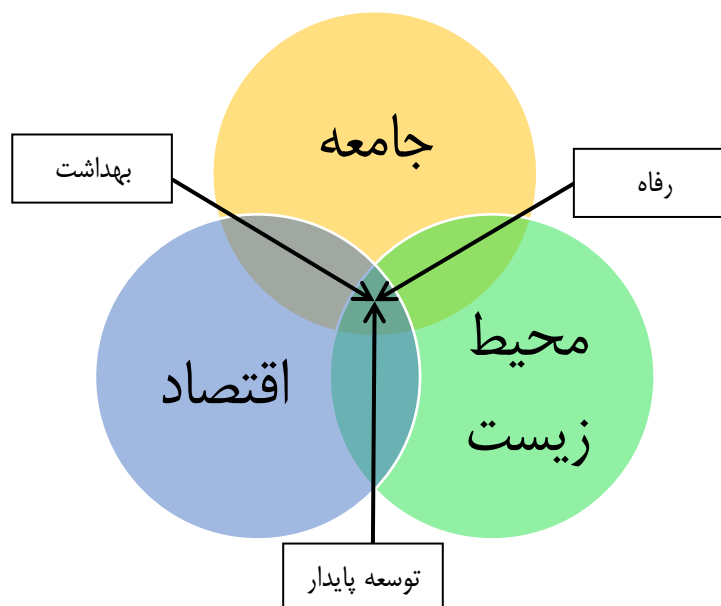 جامعه
رفاه
بهداشت
محیط
زیست
اقتصاد
توسعه پایدار